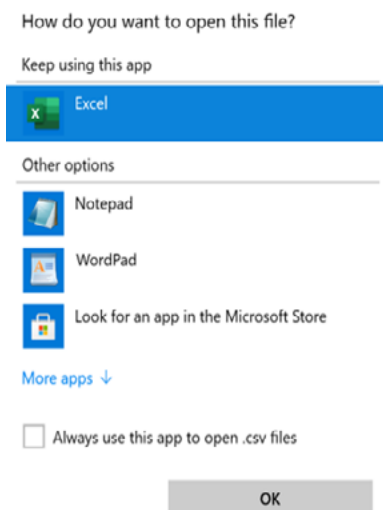 How do you want to open this file?
Keep using this app
Excel
Other options
Notepad
WordPad
Look for an app in the Microsoft Store
More apps ↓
Always use this app to open .csv files
OK